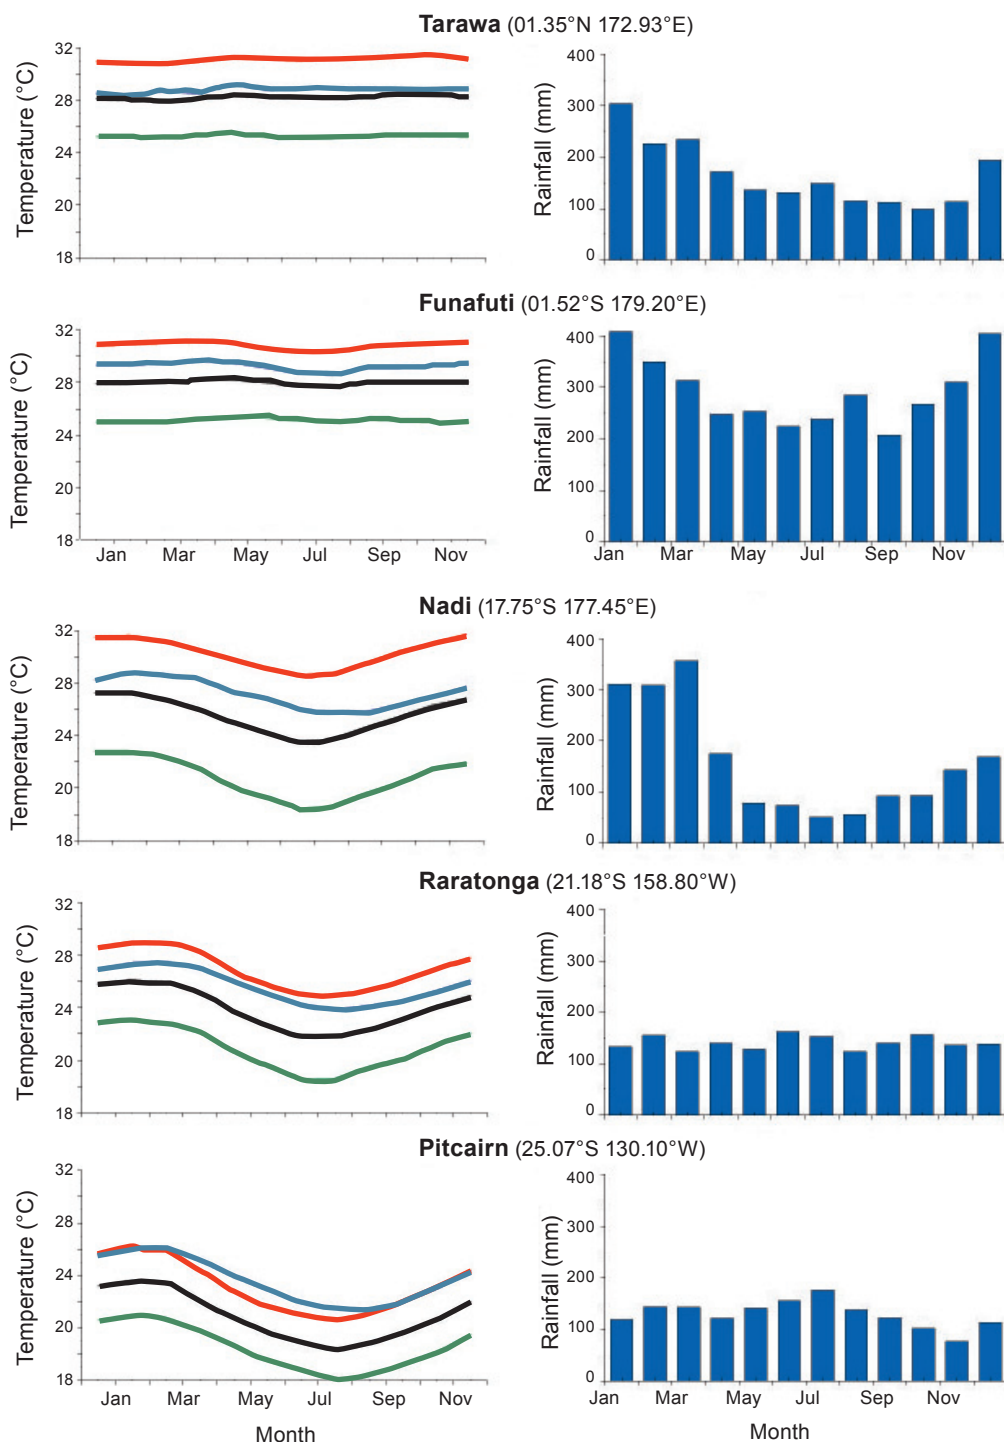 Tarawa (01.35°N 172.93°E)
Temperature (°C)
32
28
24
20
18
Rainfall (mm)
400
300
200
100
0
Funafuti (01.52°S 179.20°E)
Temperature (°C)
32
28
24
20
18
Jan Mar May Jul Sep Nov
Rainfall (mm)
400
300
200
100
0
Jan Mar May Jul Sep Nov
Nadi (17.75°S 177.45°E)
Temperature (°C)
32
28
24
20
18
Rainfall (mm)
400
300
200
100
0
Raratonga (21.18°S 158.80°W)
Temperature (°C)
32
28
24
20
18
Rainfall (mm)
400
300
200
100
0
Pitcairn (25.07°S 130.10°W)
Temperature (°C)
32
28
24
20
18
Jan Mar May Jul Sep Nov
Month
Rainfall (mm)
400
300
200
100
0
Jan Mar May Jul Sep Nov
Month